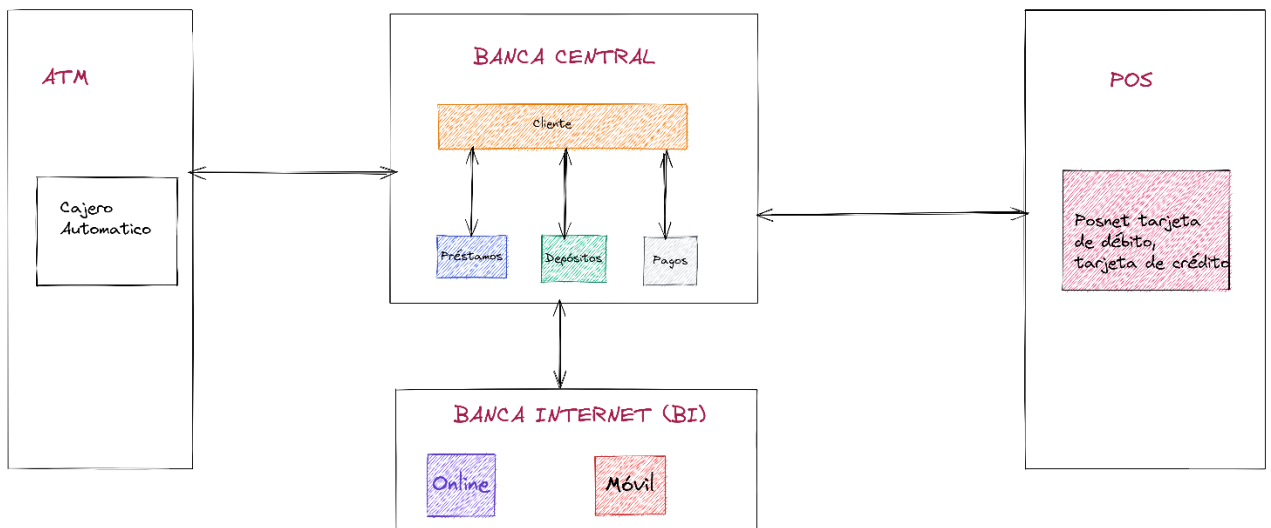 ATM
Cajero
Automatico
BANCA CENTRAL
Cliente
Préstamos
Depósitos
Pagos
BANCA INTERNET (BI)
Online
Móvil
POS
Posnet tarjeta
de débito,
tarjeta de crédito